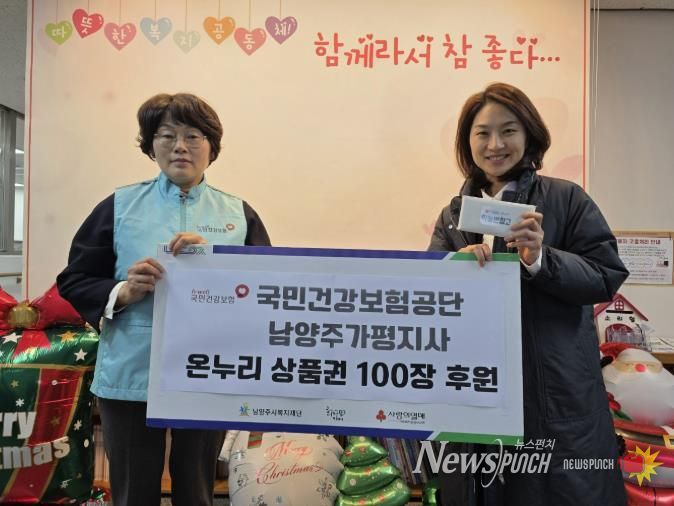 따뜻한복지공동체!
함께라서 참 좋다...
h-well
국민건강보험
국민건강보험공단
남양주가평지사
온누리 상품권 100장 후원
남양주시복지재단
사랑의열매
Merry
Christmas
Merry
Christmas
뉴스펀치
NEWSPUNCH
NEWSPUNCH